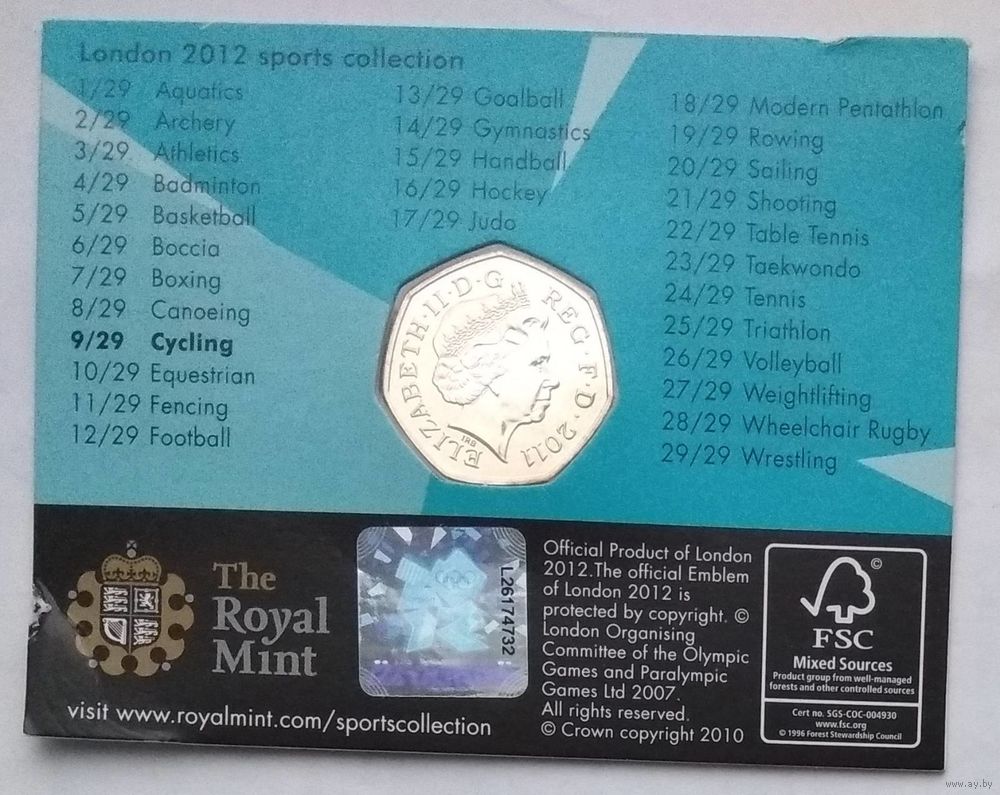 London 2012 sports collection
1/29 Aquatics
2/29 Archery
3/29 Athletics
4/29 Badminton
5/29 Basketball
6/29 Boccia
7/29 Boxing
8/29 Canoeing
9/29 Cycling
10/29 Equestrian
11/29 Fencing
12/29 Football
13/29 Goalball
14/29 Gymnastics
15/29 Handball
16/29 Hockey
17/29 Judo
18/29 Modern Pentathlon
19/29 Rowing
20/29 Sailing
21/29 Shooting
22/29 Table Tennis
23/29 Taekwondo
24/29 Tennis
25/29 Triathlon
26/29 Volleyball
27/29 Weightlifting
28/29 Wheelchair Rugby
29/29 Wrestling
ELIZABETH·II·D·G REG·F·D·2011
IRB
The
Royal
Mint
visit www.royalmint.com/sportscollection
L26174732
Official Product of London
2012.The official Emblem
of London 2012 is
protected by copyright. ©
London Organising
Committee of the Olympic
Games and Paralympic
Games Ltd 2007.
All rights reserved.
© Crown copyright 2010
©
FSC
Mixed Sources
Product group from well-managed
forests and other controlled sources
Cert no. SGS-COC-004930
www.fsc.org
© 1996 Forest Stewardship Council
www.ay.by